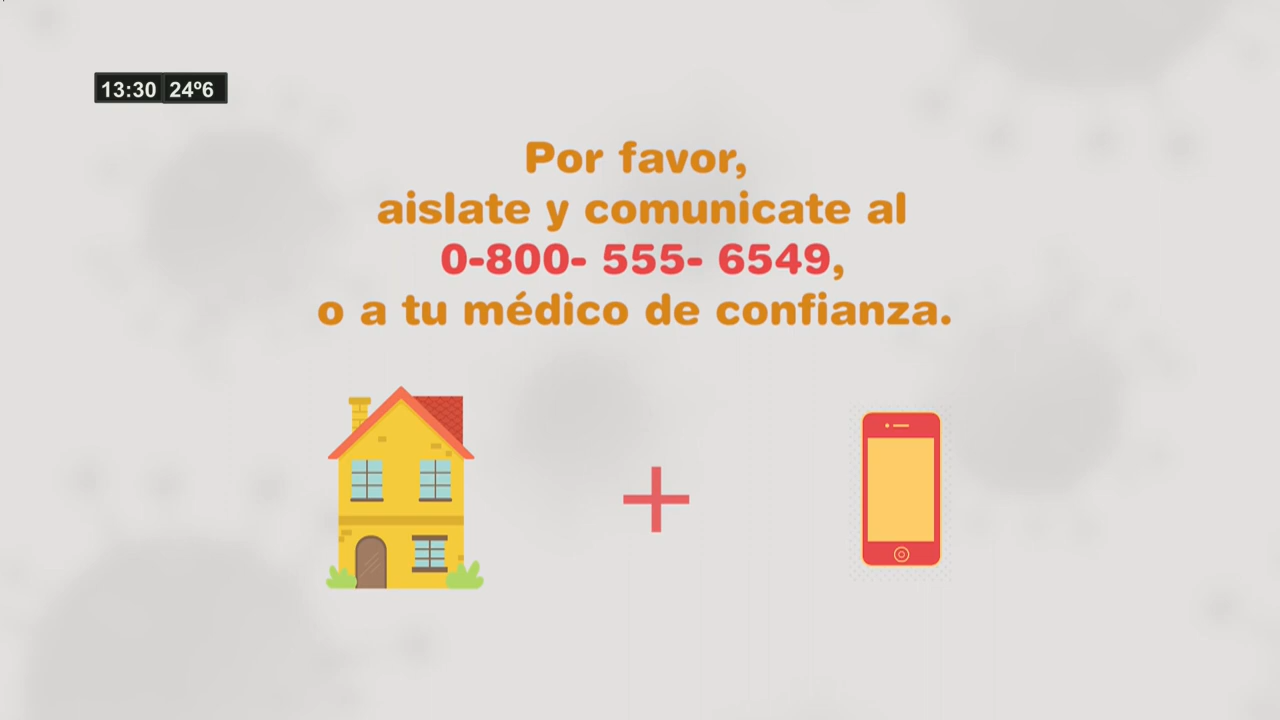 13:30 24º6
Por favor,
aislate y comunicate al
0-800- 555- 6549,
o a tu médico de confianza.